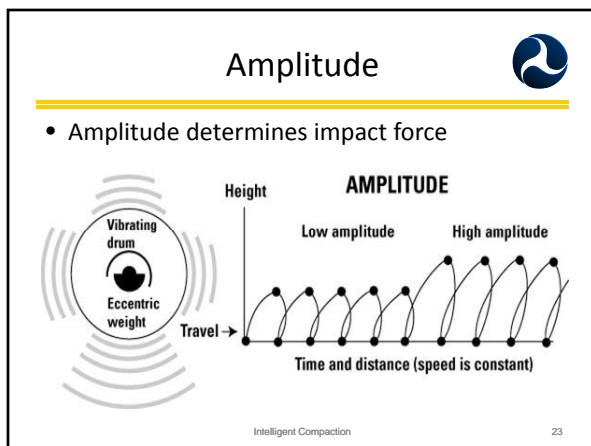 Amplitude
• Amplitude determines impact force
Vibrating
drum
Eccentric
weight
Height
AMPLITUDE
Low amplitude
High amplitude
Travel
Time and distance (speed is constant)
Intelligent Compaction
23